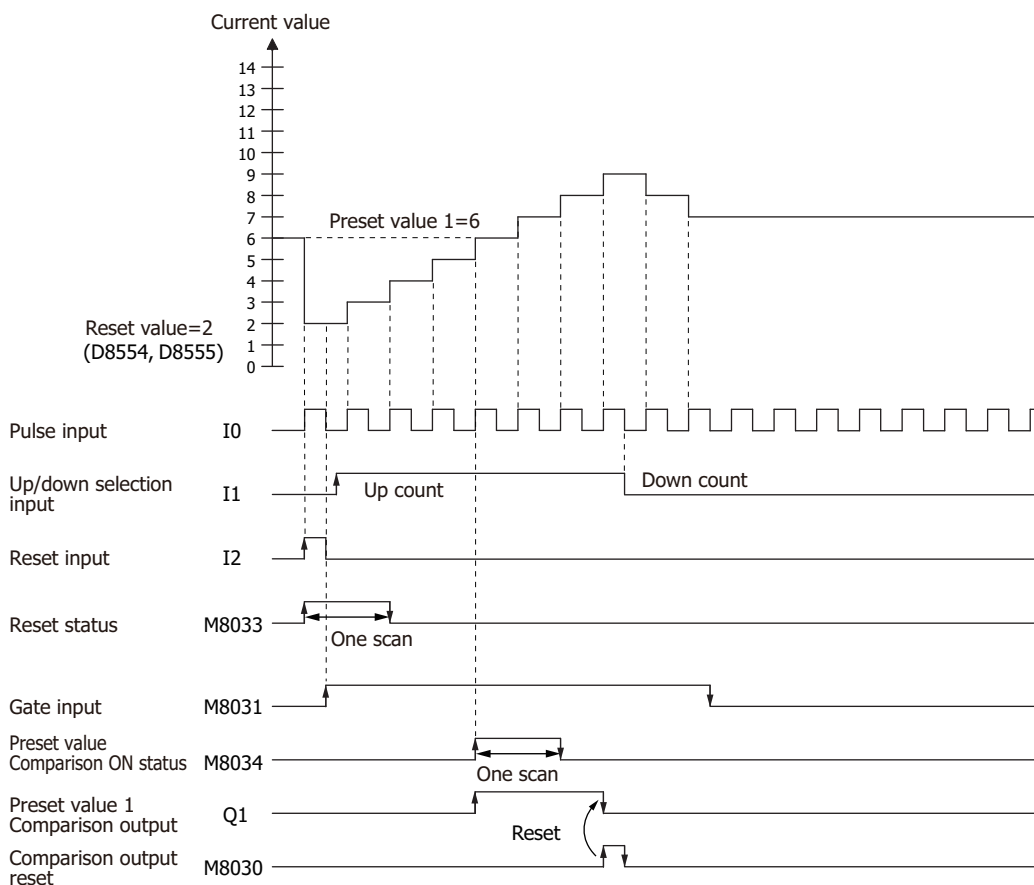 Current value
14
13
12
11
10
9
8
7
6
5
4
3
2
1
0
Preset value 1=6
Reset value=2
(D8554, D8555)
Pulse input I0
Up/down selection
input I1
Up count
Down count
Reset input I2
Reset status M8033
One scan
Gate input M8031
Preset value
Comparison ON status M8034
One scan
Preset value 1
Comparison output Q1
Reset
Comparison output
reset M8030